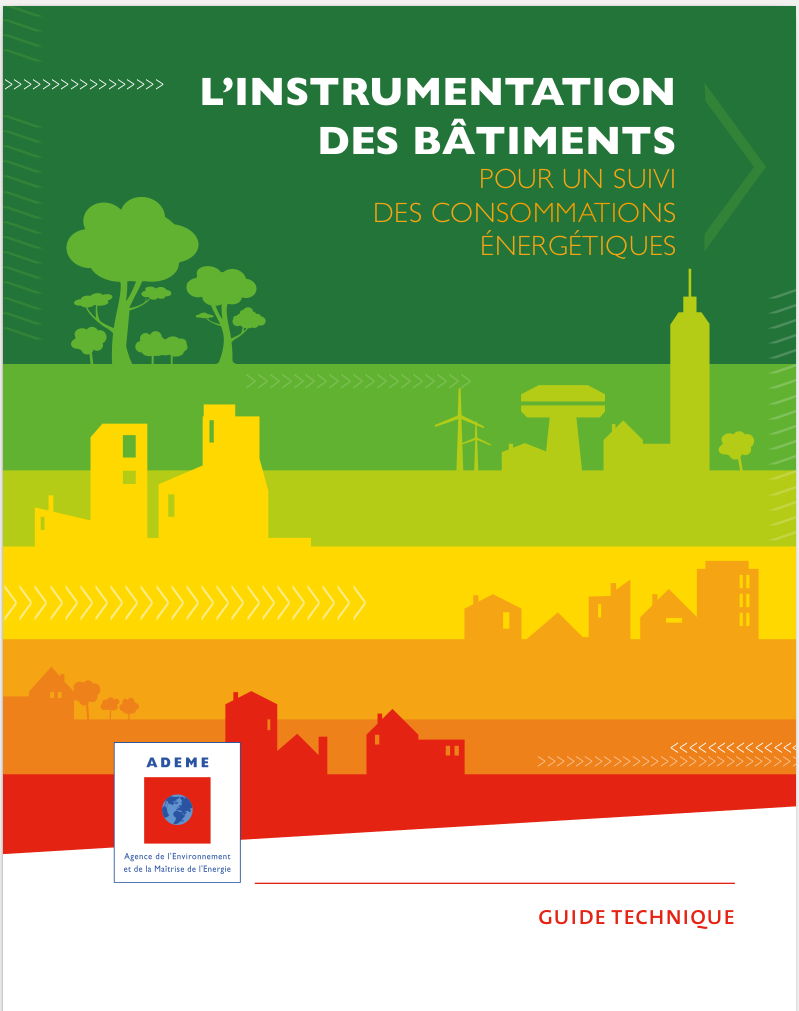 L’INSTRUMENTATION
DES BÂTIMENTS
POUR UN SUIVI
DES CONSOMMATIONS
ÉNERGÉTIQUES
ADEME
Agence de l'Environnement
et de la Maîtrise de l'Energie
GUIDE TECHNIQUE